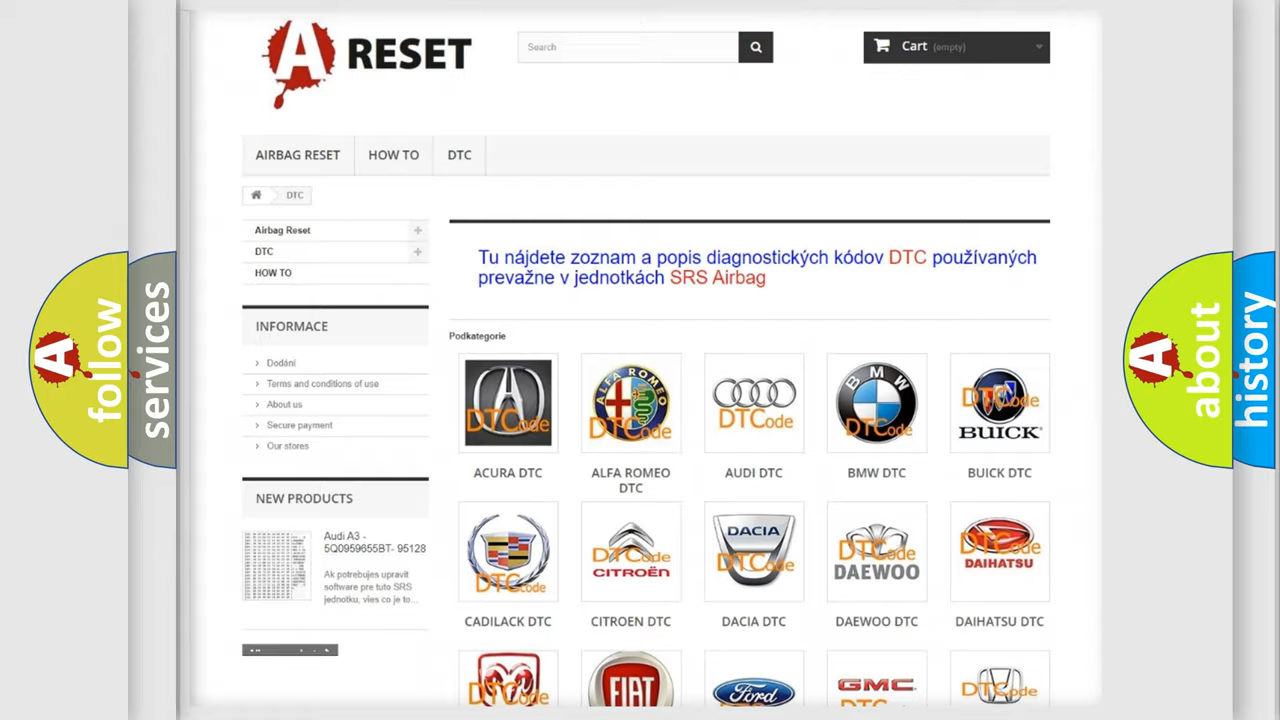 A RESET
Search
Cart (empty)
AIRBAG RESET
HOW TO
DTC
DTC
Airbag Reset
DTC
HOW TO
INFORMACE
Dodání
Terms and conditions of use
About us
Secure payment
Our stores
NEW PRODUCTS
Audi A3 -
5Q0959655BT- 95128
Ak potrebujes upravit
software pre tuto SRS
jednotku, vies co je to...
Tu nájdete zoznam a popis diagnostických kódov DTC používaných
prevažne v jednotkách SRS Airbag
Podkategorie
DTCode
ALFA ROMEO
DTCode
DTCode
BMW
DTCode
DTCode
BUICK
ACURA DTC
ALFA ROMEO
DTC
AUDI DTC
BMW DTC
BUICK DTC
DTCode
DTCode
CITROËN
DACIA
DTCode
DTCode
DAEWOO
DTCode
DAIHATSU
CADILACK DTC
CITROEN DTC
DACIA DTC
DAEWOO DTC
DAIHATSU DTC
DTCode
FIAT
Ford
GMC
DTCode
A follow
services
A about
history